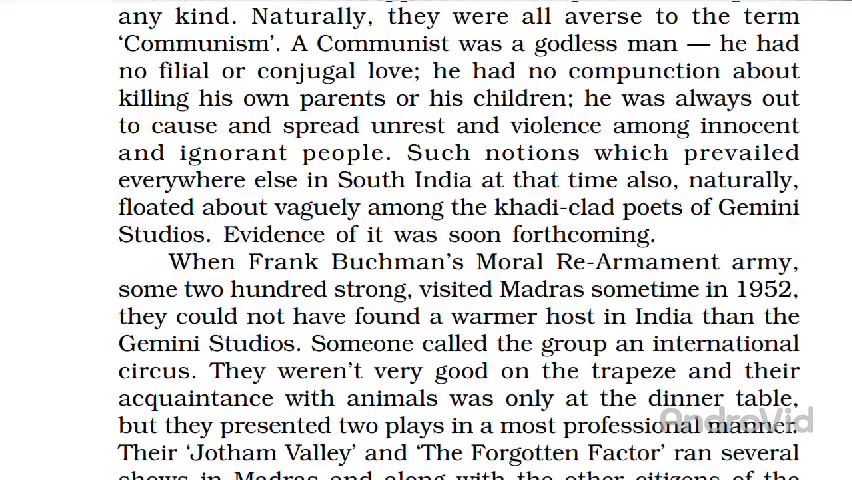 any kind. Naturally, they were all averse to the term
‘Communism’. A Communist was a godless man — he had
no filial or conjugal love; he had no compunction about
killing his own parents or his children; he was always out
to cause and spread unrest and violence among innocent
and ignorant people. Such notions which prevailed
everywhere else in South India at that time also, naturally,
floated about vaguely among the khadi-clad poets of Gemini
Studios. Evidence of it was soon forthcoming.
When Frank Buchman’s Moral Re-Armament army,
some two hundred strong, visited Madras sometime in 1952,
they could not have found a warmer host in India than the
Gemini Studios. Someone called the group an international
circus. They weren’t very good on the trapeze and their
acquaintance with animals was only at the dinner table,
but they presented two plays in a most professional manner.
AndroVid
Their ‘Jotham Valley’ and ‘The Forgotten Factor’ ran several
shows in Madras and along with the other citizens of the